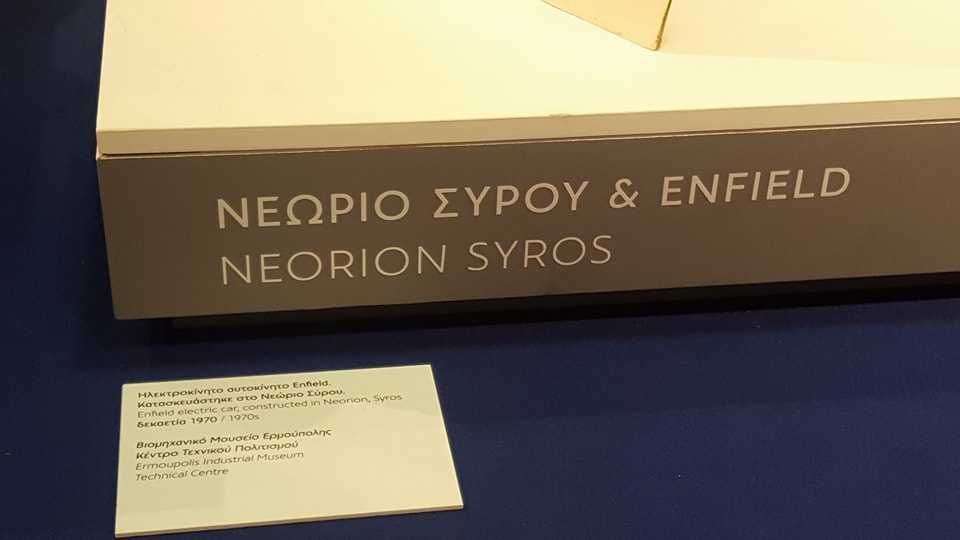 ΝΕΩΡΙΟ ΣΥΡΟΥ & ENFIELD
NEORION SYROS
Ηλεκτροκίνητο αυτοκίνητο Enfield.
Κατασκευάστηκε στο Νεώριο Σύρου.
Enfield electric car, constructed in Neorion, Syros
δεκαετία 1970 / 1970s
Βιομηχανικό Μουσείο Ερμούπολης
Κέντρο Τεχνικού Πολιτισμού
Ermoupolis Industrial Museum
Technical Centre